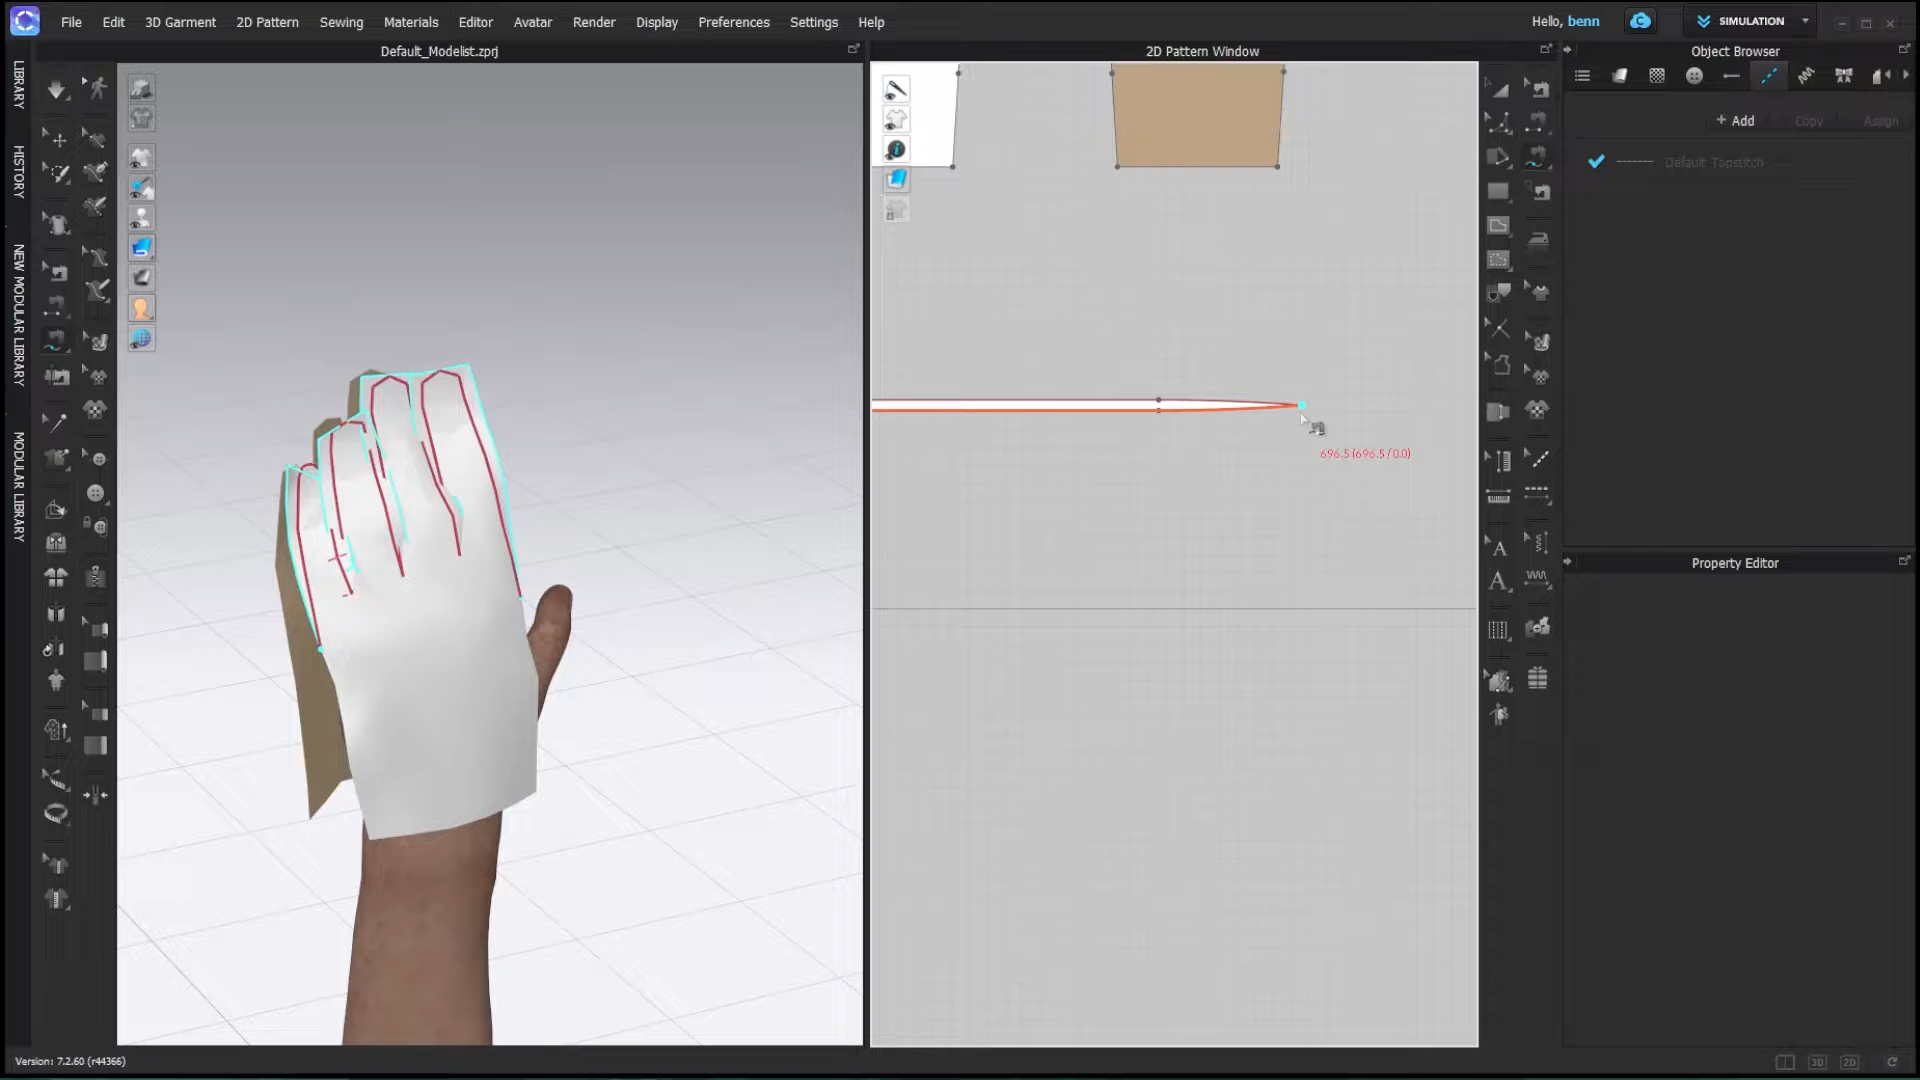 File Edit 3D Garment 2D Pattern Sewing Materials Editor Avatar Render Display Preferences Settings Help
Hello, benn
SIMULATION
Default_Modelist.zprj
2D Pattern Window
Object Browser
LIBRARY
HISTORY
NEW MODULAR LIBRARY
MODULAR LIBRARY
+ Add Copy Assign
Default Topstitch
696.5 (696.5 / 0.0)
Property Editor
Version: 7.2.60 (r44366)
3D
2D